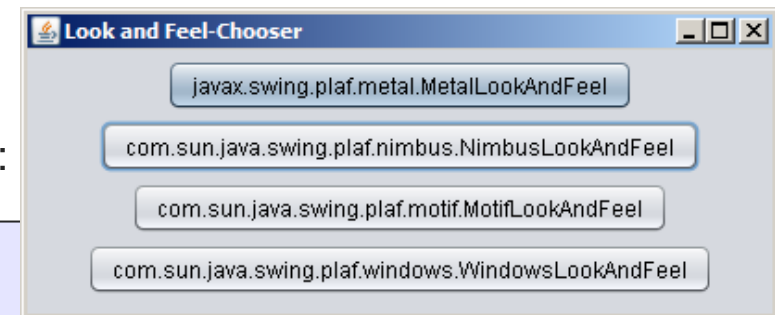 Look and Feel-Chooser
javax.swing.plaf.metal.MetalLookAndFeel
:
com.sun.java.swing.plaf.nimbus.NimbusLookAndFeel
com.sun.java.swing.plaf.motif.MotifLookAndFeel
com.sun.java.swing.plaf.windows.WindowsLookAndFeel